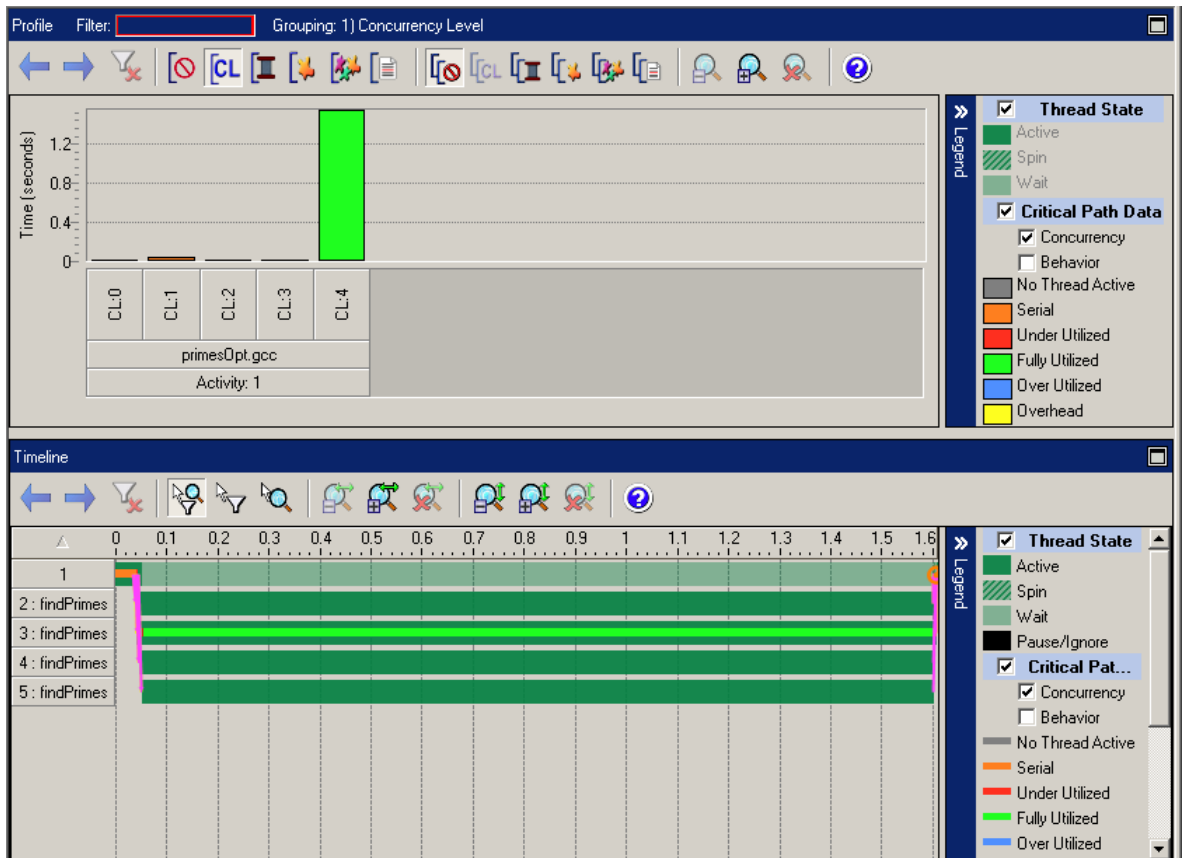 Profile Filter: Grouping: 1) Concurrency Level
CL
CL
Time (seconds)
1.2
0.8
0.4
0
CL:0 CL:1 CL:2 CL:3 CL:4
primesOpt.gcc
Activity: 1
Legend
Thread State
Active
Spin
Wait
Critical Path Data
Concurrency
Behavior
No Thread Active
Serial
Under Utilized
Fully Utilized
Over Utilized
Overhead
Timeline
0 0.1 0.2 0.3 0.4 0.5 0.6 0.7 0.8 0.9 1 1.1 1.2 1.3 1.4 1.5 1.6
1
2 : findPrimes
3 : findPrimes
4 : findPrimes
5 : findPrimes
Legend
Thread State
Active
Spin
Wait
Pause/Ignore
Critical Pat...
Concurrency
Behavior
No Thread Active
Serial
Under Utilized
Fully Utilized
Over Utilized